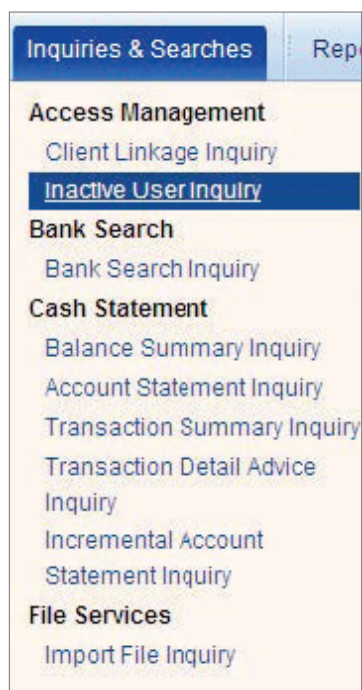 Inquiries & Searches
Rep
Access Management
Client Linkage Inquiry
Inactive User Inquiry
Bank Search
Bank Search Inquiry
Cash Statement
Balance Summary Inquiry
Account Statement Inquiry
Transaction Summary Inquiry
Transaction Detail Advice
Inquiry
Incremental Account
Statement Inquiry
File Services
Import File Inquiry